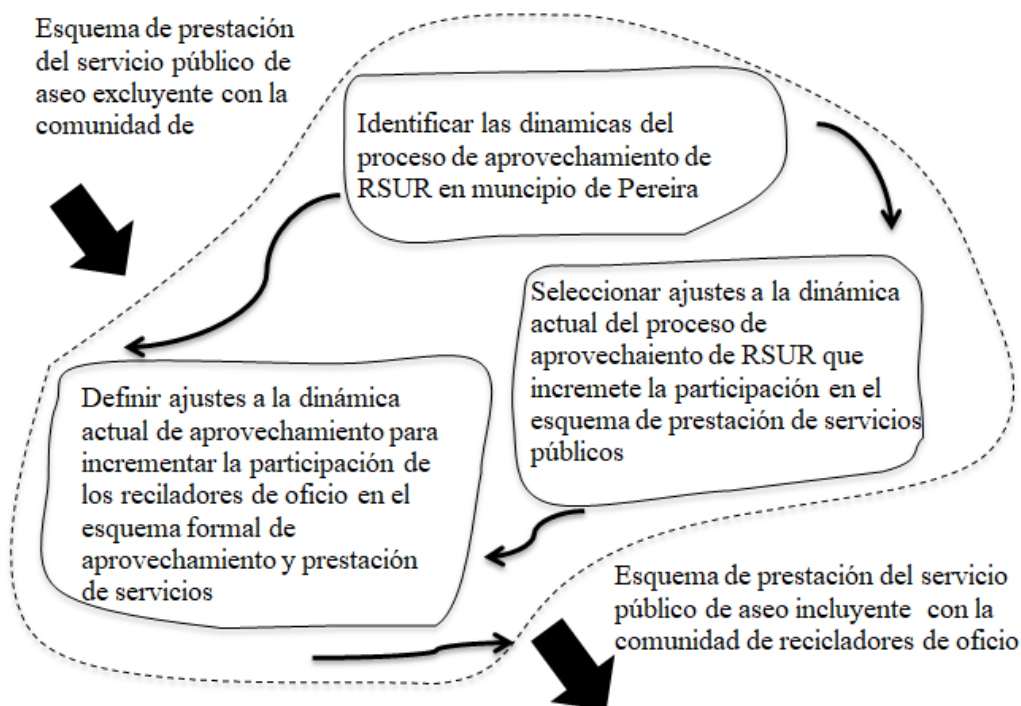 Esquema de prestación
del servicio público de
aseo excluyente con la
comunidad de
Identificar las dinamicas del
proceso de aprovechamiento de
RSUR en muncipio de Pereira
Seleccionar ajustes a la dinámica
actual del proceso de
aprovechaiento de RSUR que
incremete la participación en el
esquema de prestación de servicios
públicos
Definir ajustes a la dinámica
actual de aprovechamiento para
incrementar la participación de
los reciladores de oficio en el
esquema formal de
aprovechamiento y prestación
de servicios
Esquema de prestación del servicio
público de aseo incluyente con la
comunidad de recicladores de oficio